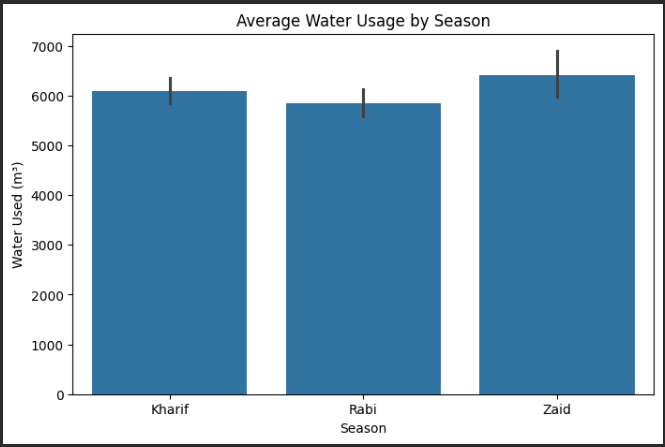 Average Water Usage by Season
7000
6000
5000
4000
3000
2000
1000
0
Water Used (m³)
Kharif
Rabi
Zaid
Season